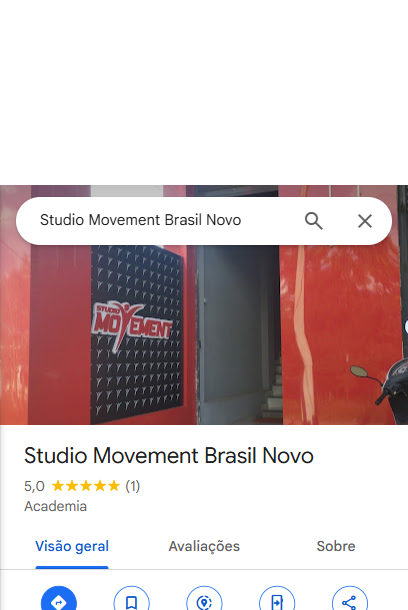 Studio Movement Brasil Novo
STUDIO
MOVEMENT
Studio Movement Brasil Novo
5,0 (1)
Academia
Visão geral Avaliações Sobre